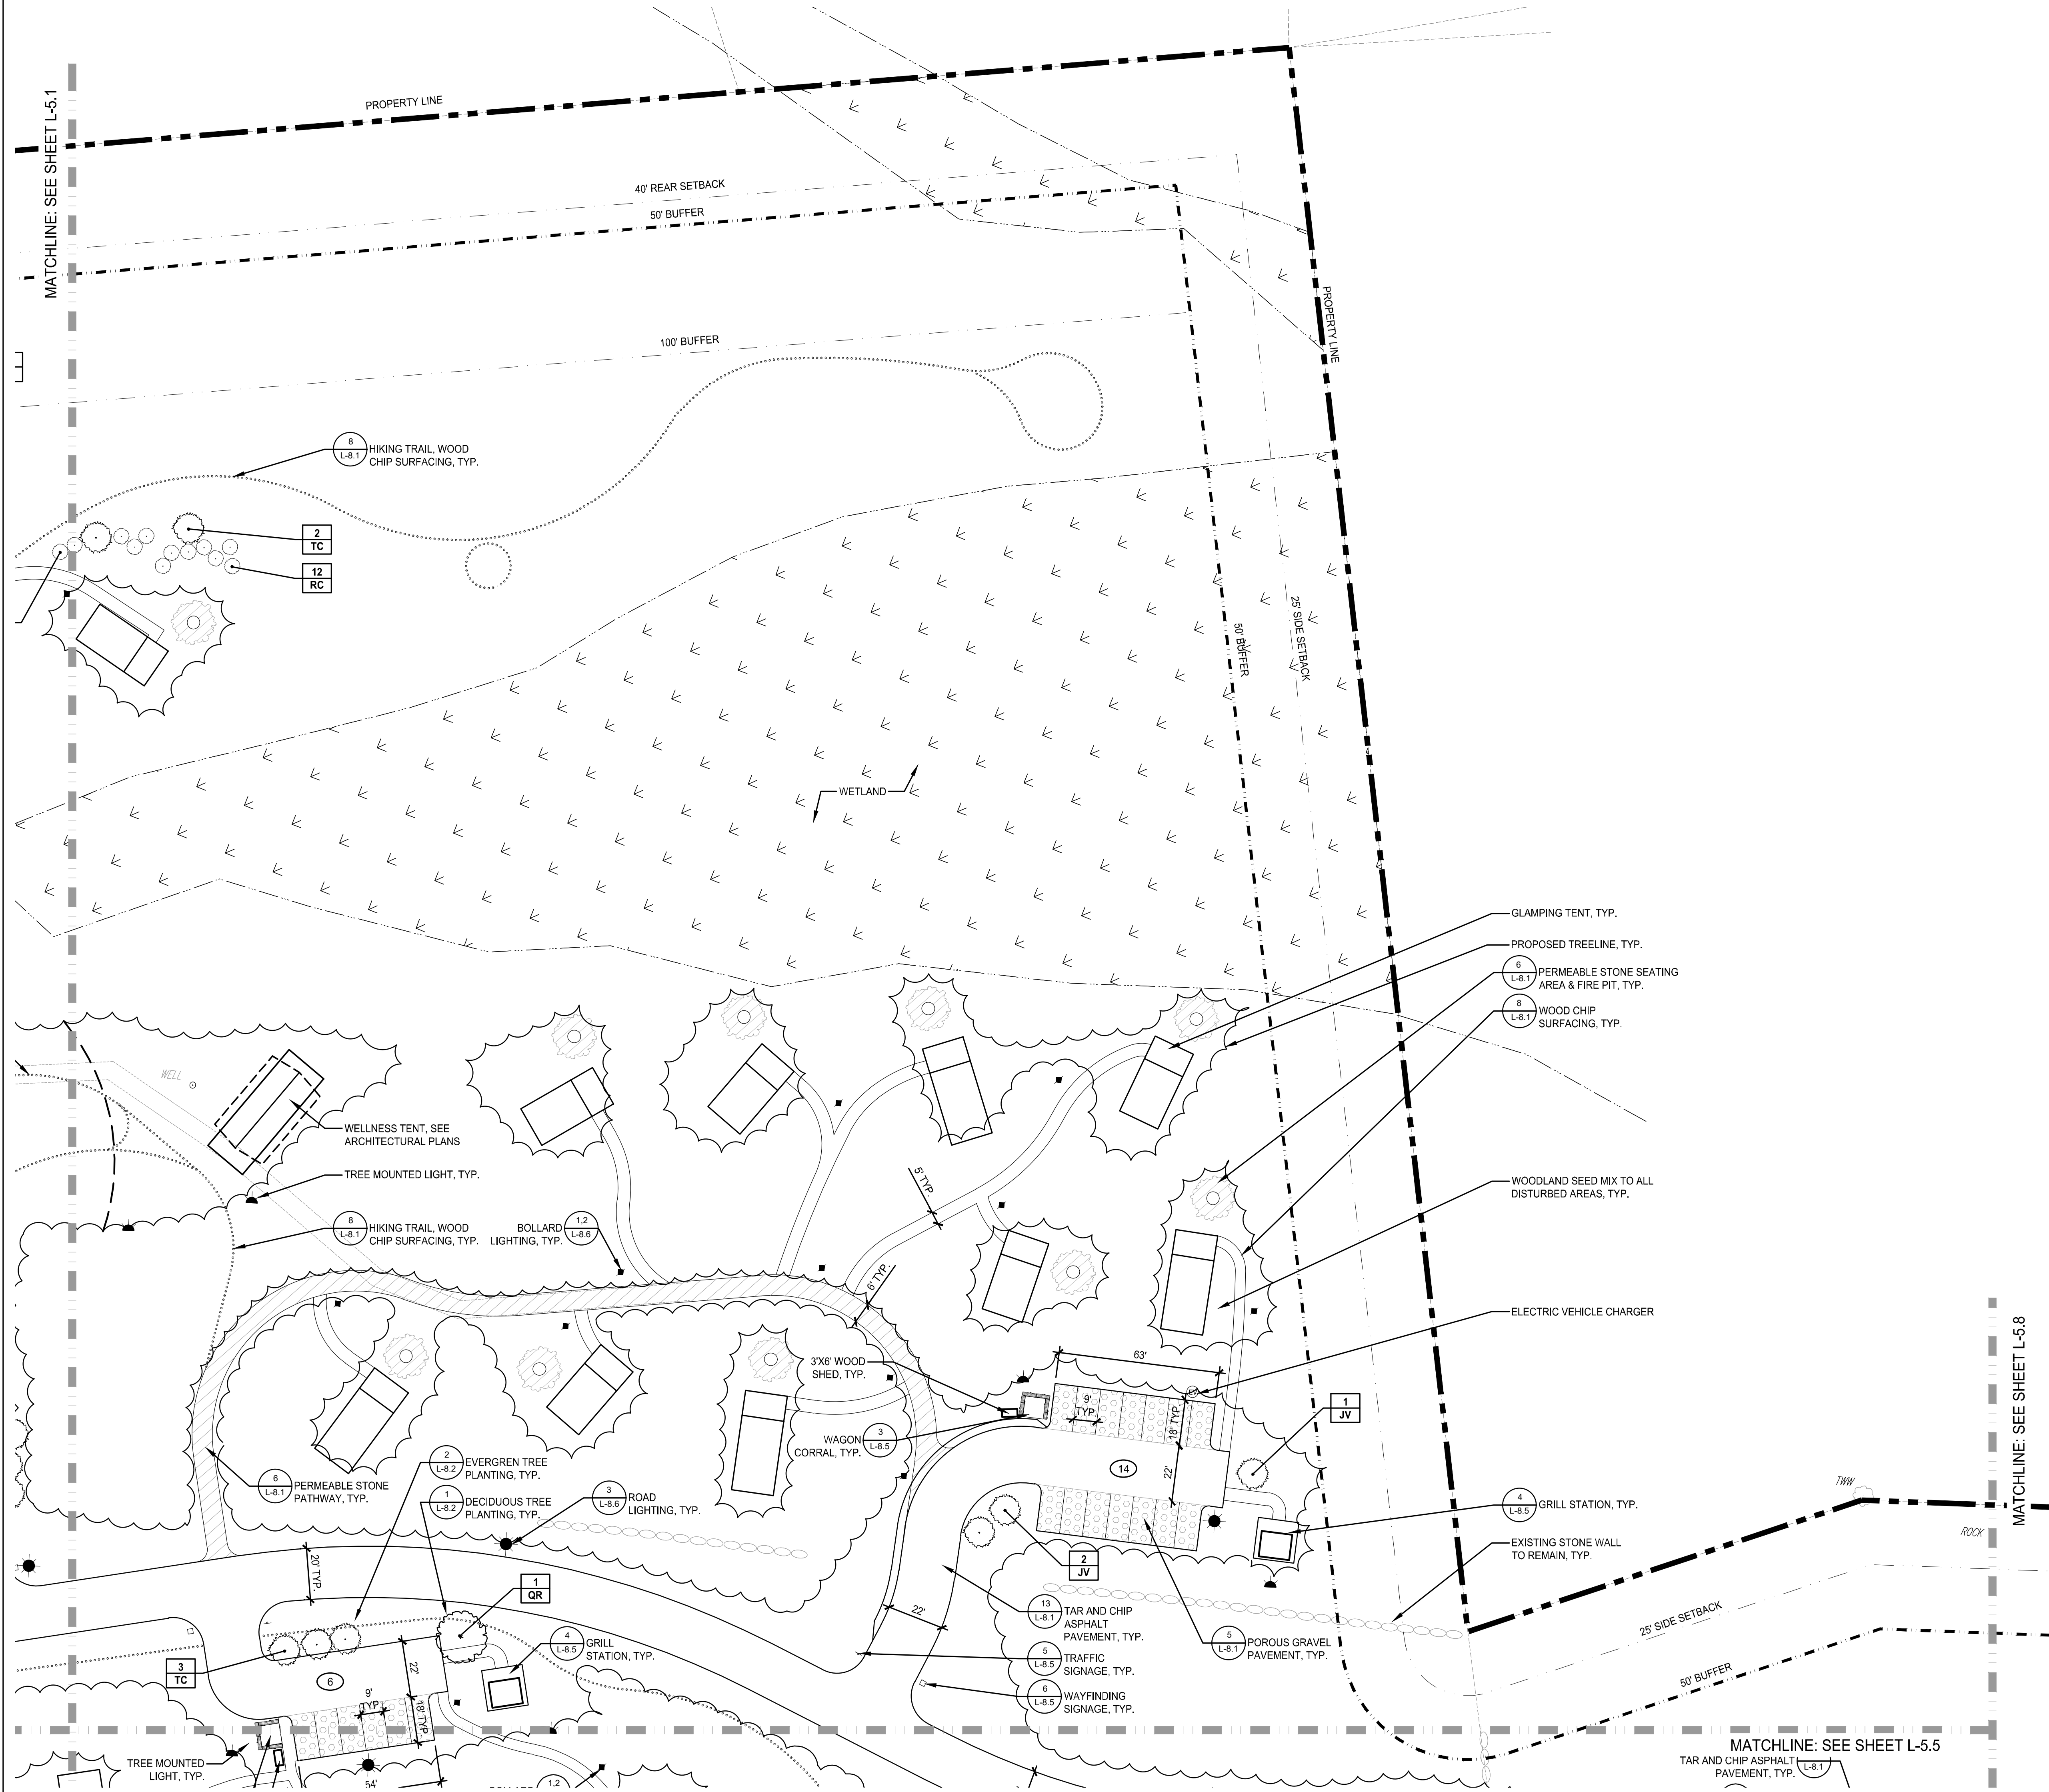 MATCHLINE: SEE SHEET L-5.1
PROPERTY LINE
40' REAR SETBACK
50' BUFFER
PROPERTY LINE
100' BUFFER
8
L-8.1
HIKING TRAIL, WOOD
CHIP SURFACING, TYP.
2
TC
12
RC
25' SIDE SETBACK
50' BUFFER
WETLAND
GLAMPING TENT, TYP.
PROPOSED TREELINE, TYP.
6
L-8.1
PERMEABLE STONE SEATING
AREA & FIRE PIT, TYP.
8
L-8.1
WOOD CHIP
SURFACING, TYP.
WELL
WELLNESS TENT, SEE
ARCHITECTURAL PLANS
TREE MOUNTED LIGHT, TYP.
5' TYP.
WOODLAND SEED MIX TO ALL
DISTURBED AREAS, TYP.
8
L-8.1
HIKING TRAIL, WOOD
CHIP SURFACING, TYP.
BOLLARD
LIGHTING, TYP.
1,2
L-8.6
6' TYP.
ELECTRIC VEHICLE CHARGER
MATCHLINE: SEE SHEET L-5.8
3'X6' WOOD
SHED, TYP.
63'
EV
9'
TYP.
18' TYP.
1
JV
WAGON
CORRAL, TYP.
3
L-8.5
14
22'
2
L-8.2
EVERGREN TREE
PLANTING, TYP.
6
L-8.1
PERMEABLE STONE
PATHWAY, TYP.
1
L-8.2
DECIDUOUS TREE
PLANTING, TYP.
3
L-8.6
ROAD
LIGHTING, TYP.
TWW
4
L-8.5
GRILL STATION, TYP.
ROCK
EXISTING STONE WALL
TO REMAIN, TYP.
20' TYP.
2
JV
1
QR
22'
13
L-8.1
TAR AND CHIP
ASPHALT
PAVEMENT, TYP.
5
L-8.1
POROUS GRAVEL
PAVEMENT, TYP.
25' SIDE SETBACK
4
L-8.5
GRILL
STATION, TYP.
5
L-8.5
TRAFFIC
SIGNAGE, TYP.
3
TC
6
22'
50' BUFFER
6
L-8.5
WAYFINDING
SIGNAGE, TYP.
9'
TYP.
18' TYP.
MATCHLINE: SEE SHEET L-5.5
TREE MOUNTED
LIGHT, TYP.
TAR AND CHIP ASPHALT
PAVEMENT, TYP.
L-8.1
54'
1,2